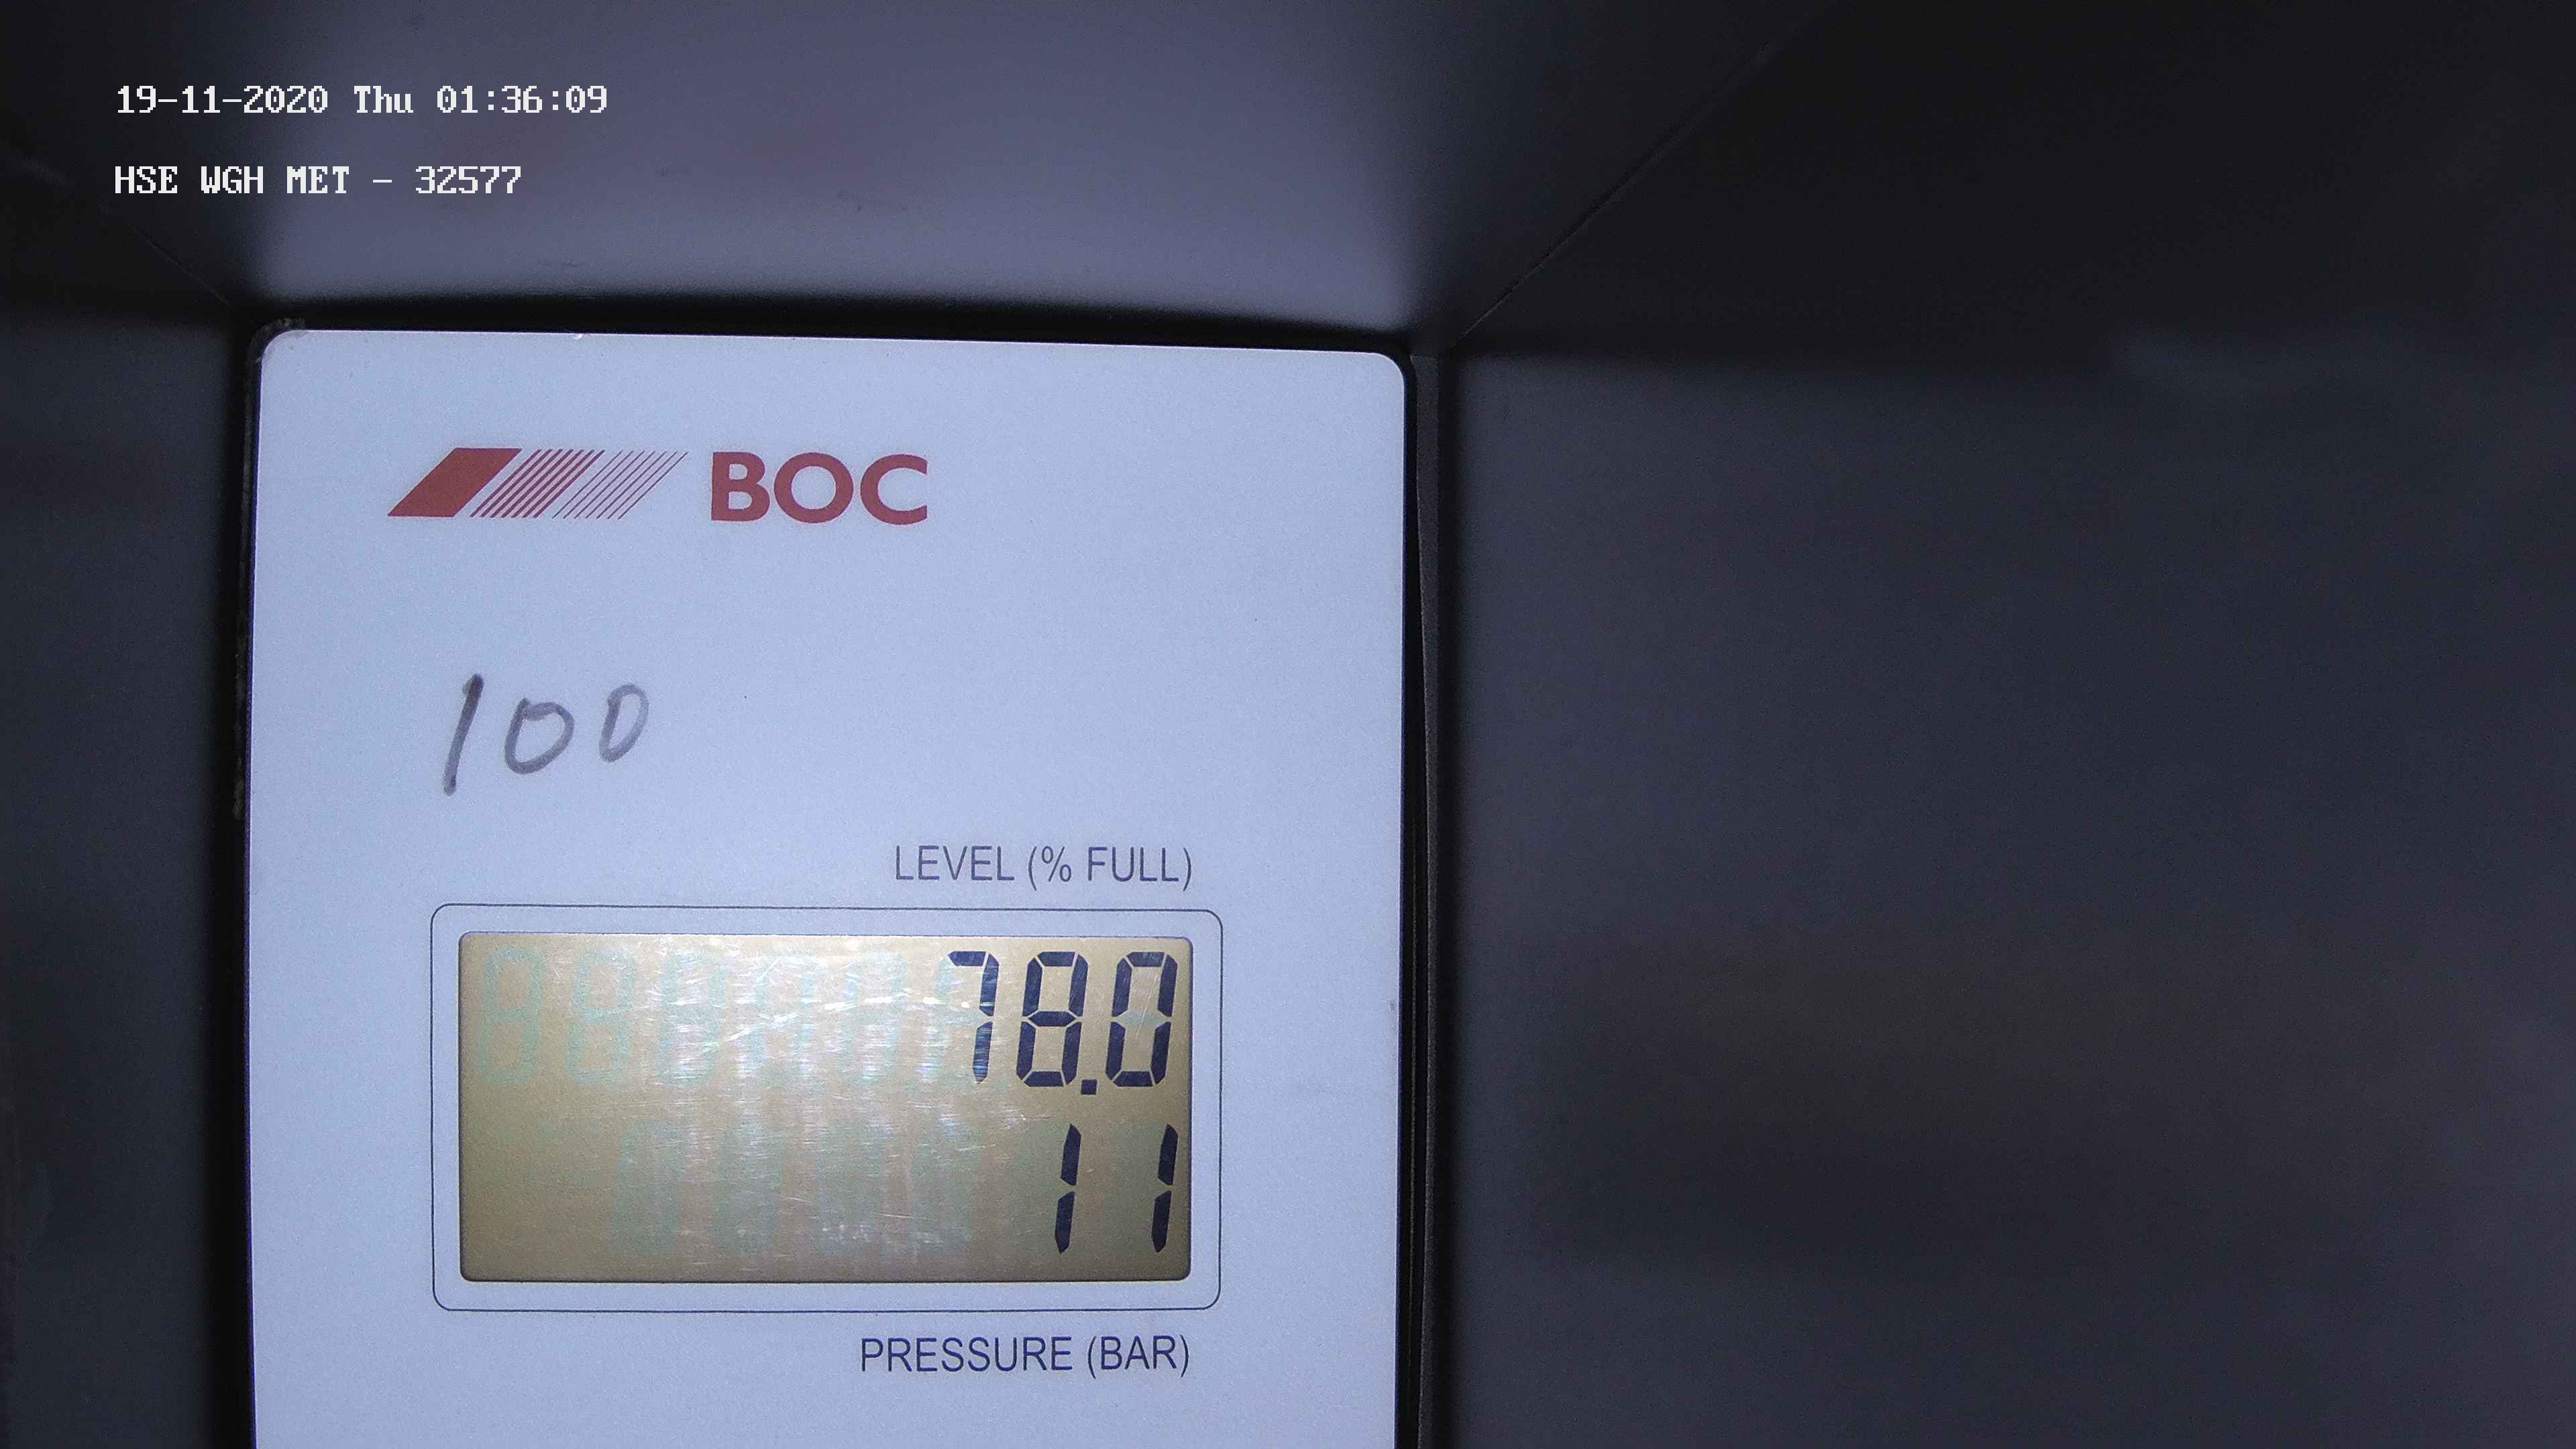 19-11-2020 Thu 01:36:09
HSE WGH MET - 32577
BOC
100
LEVEL (% FULL)
78.0
11
PRESSURE (BAR)